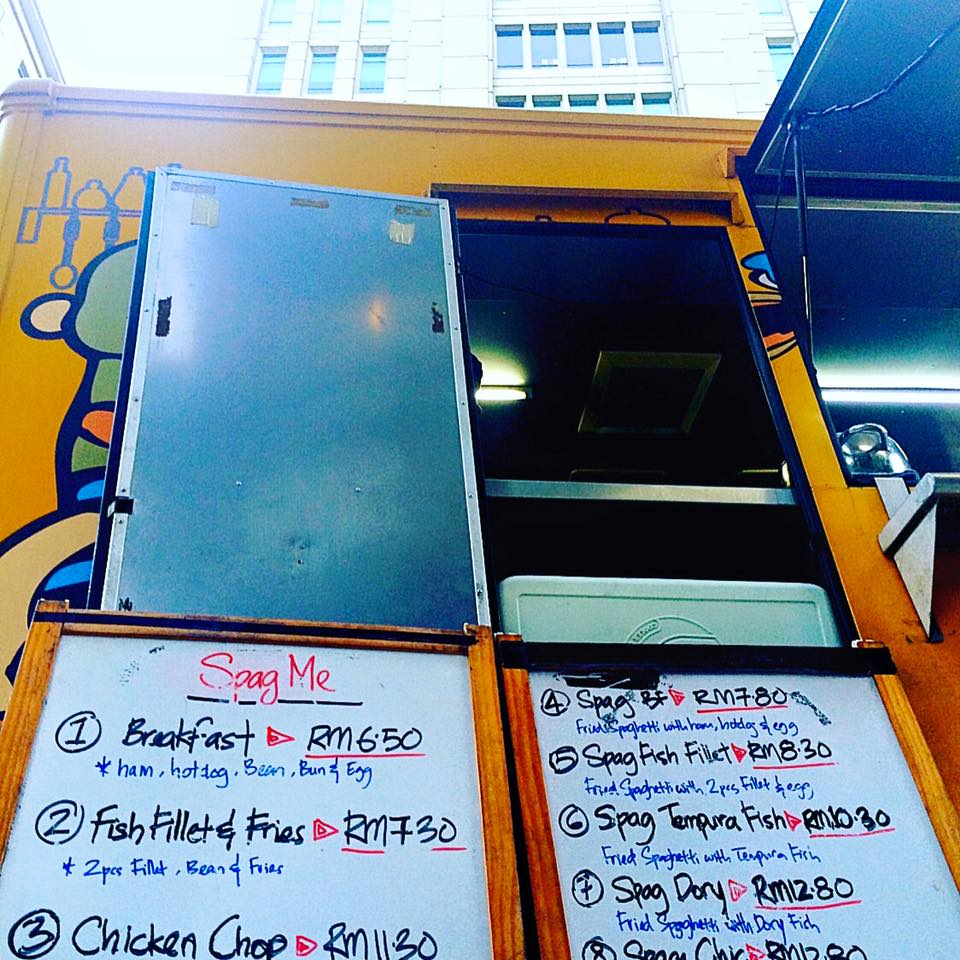 Spag Me
① Breakfast ▷ RM6.50
* ham, hotdog, Bean, Bun & Egg
② Fish Fillet & Fries ▷ RM7.30
* 2pcs Fillet, Bean & Fries
③ Chicken Chop ▷ RM11.30
④ Spag BF ▷ RM7.80
Fried Spaghetti with ham, hotdog & egg
⑤ Spag Fish Fillet ▷ RM8.30
Fried Spaghetti with 2pcs Fillet & egg
⑥ Spag Tempura Fish ▷ RM10.30
Fried Spaghetti with Tempura Fish
⑦ Spag Dory ▷ RM12.80
Fried Spaghetti with Dory Fish
⑧ Spag Chic ▷ RM12.80